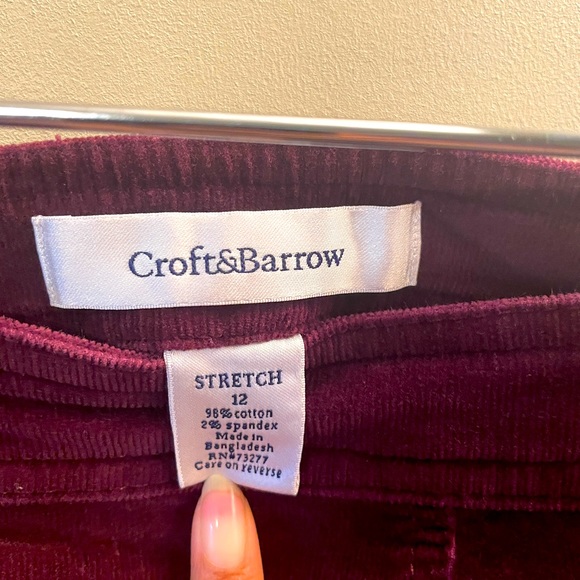 Croft&Barrow
STRETCH
12
98% cotton
2% spandex
Made in
Bangladesh
RN#73277
Care on reverse